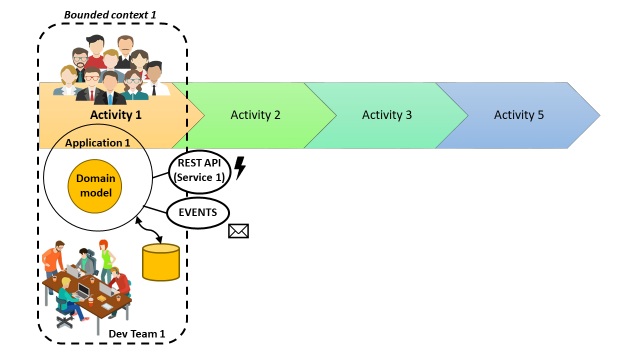 Bounded context 1
Activity 1
Activity 2
Activity 3
Activity 5
Application 1
Domain
model
REST API
(Service 1)
EVENTS
Dev Team 1